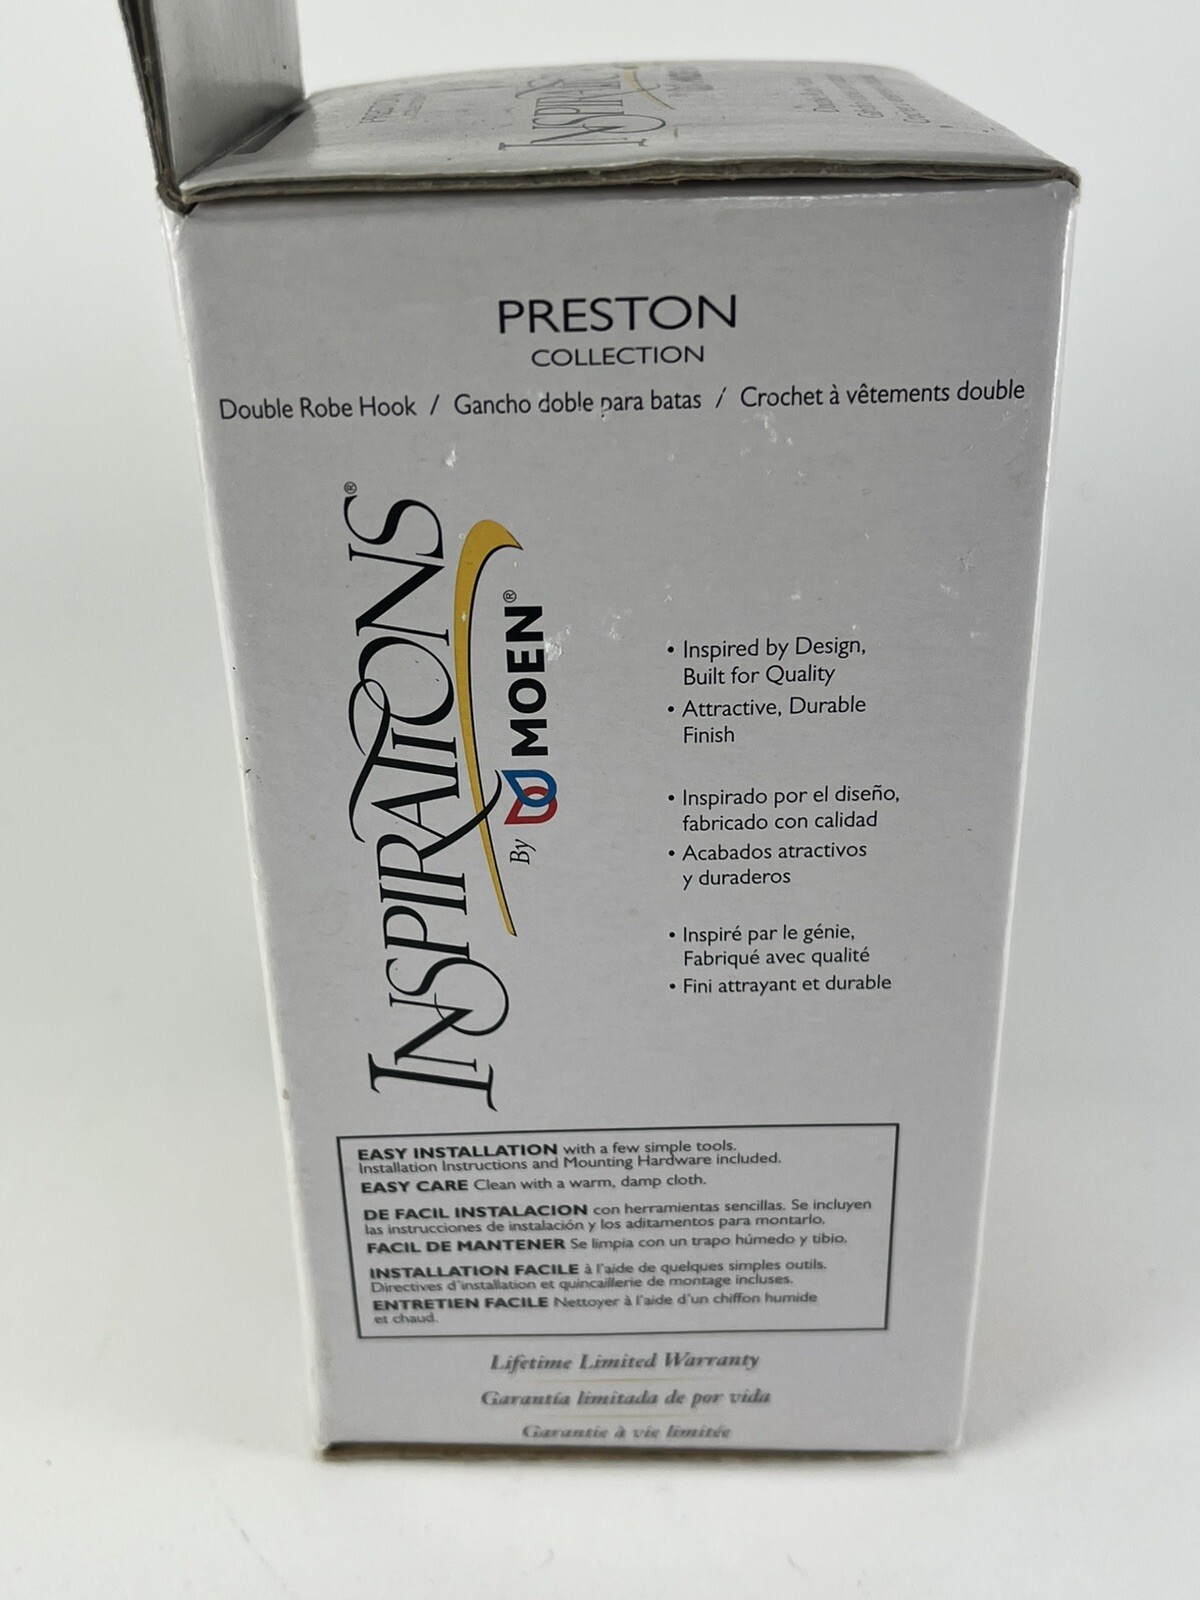 PRESTON
INSPIRATIONS
PRESTON
COLLECTION
Double Robe Hook / Gancho doble para batas / Crochet à vêtements double
INSPIRATIONS®
By MOEN®
• Inspired by Design,
Built for Quality
• Attractive, Durable
Finish
• Inspirado por el diseño,
fabricado con calidad
• Acabados atractivos
y duraderos
• Inspiré par le génie,
Fabriqué avec qualité
• Fini attrayant et durable
EASY INSTALLATION with a few simple tools.
Installation Instructions and Mounting Hardware included.
EASY CARE Clean with a warm, damp cloth.
DE FACIL INSTALACION con herramientas sencillas. Se incluyen
las instrucciones de instalación y los aditamentos para montarlo.
FACIL DE MANTENER Se limpia con un trapo húmedo y tibio.
INSTALLATION FACILE à l'aide de quelques simples outils.
Directives d'installation et quincaillerie de montage incluses.
ENTRETIEN FACILE Nettoyer à l'aide d'un chiffon humide
et chaud.
Lifetime Limited Warranty
Garantía limitada de por vida
Garantie à vie limitée